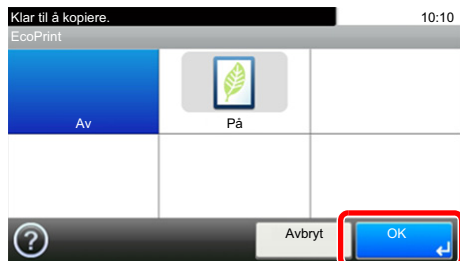 Klar til å kopiere. 10:10
EcoPrint
Av På
? Avbryt OK